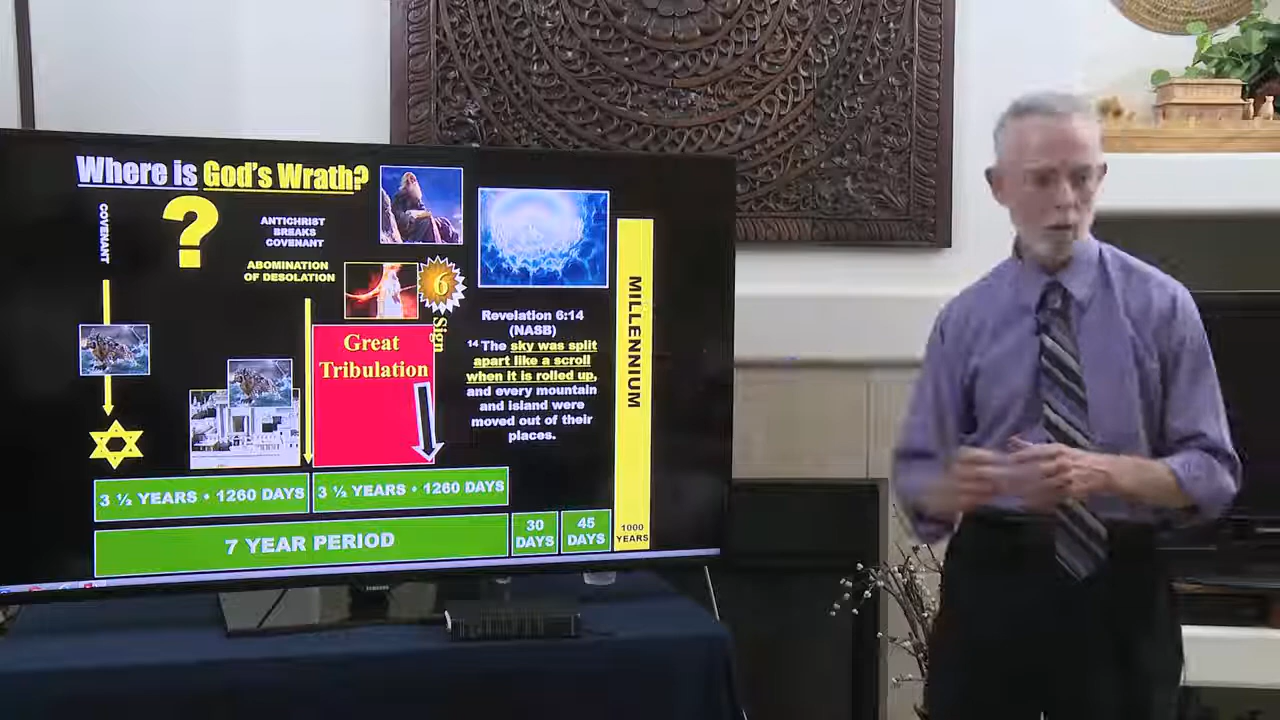 Where is God's Wrath?
COVENANT
?
ANTICHRIST
BREAKS
COVENANT
ABOMINATION
OF DESOLATION
6
Sign
Great
Tribulation
Revelation 6:14
(NASB)
14 The sky was split
apart like a scroll
when it is rolled up,
and every mountain
and island were
moved out of their
places.
MILLENNIUM
1000
YEARS
3 ½ YEARS • 1260 DAYS
3 ½ YEARS • 1260 DAYS
7 YEAR PERIOD
30
DAYS
45
DAYS
SAMSUNG